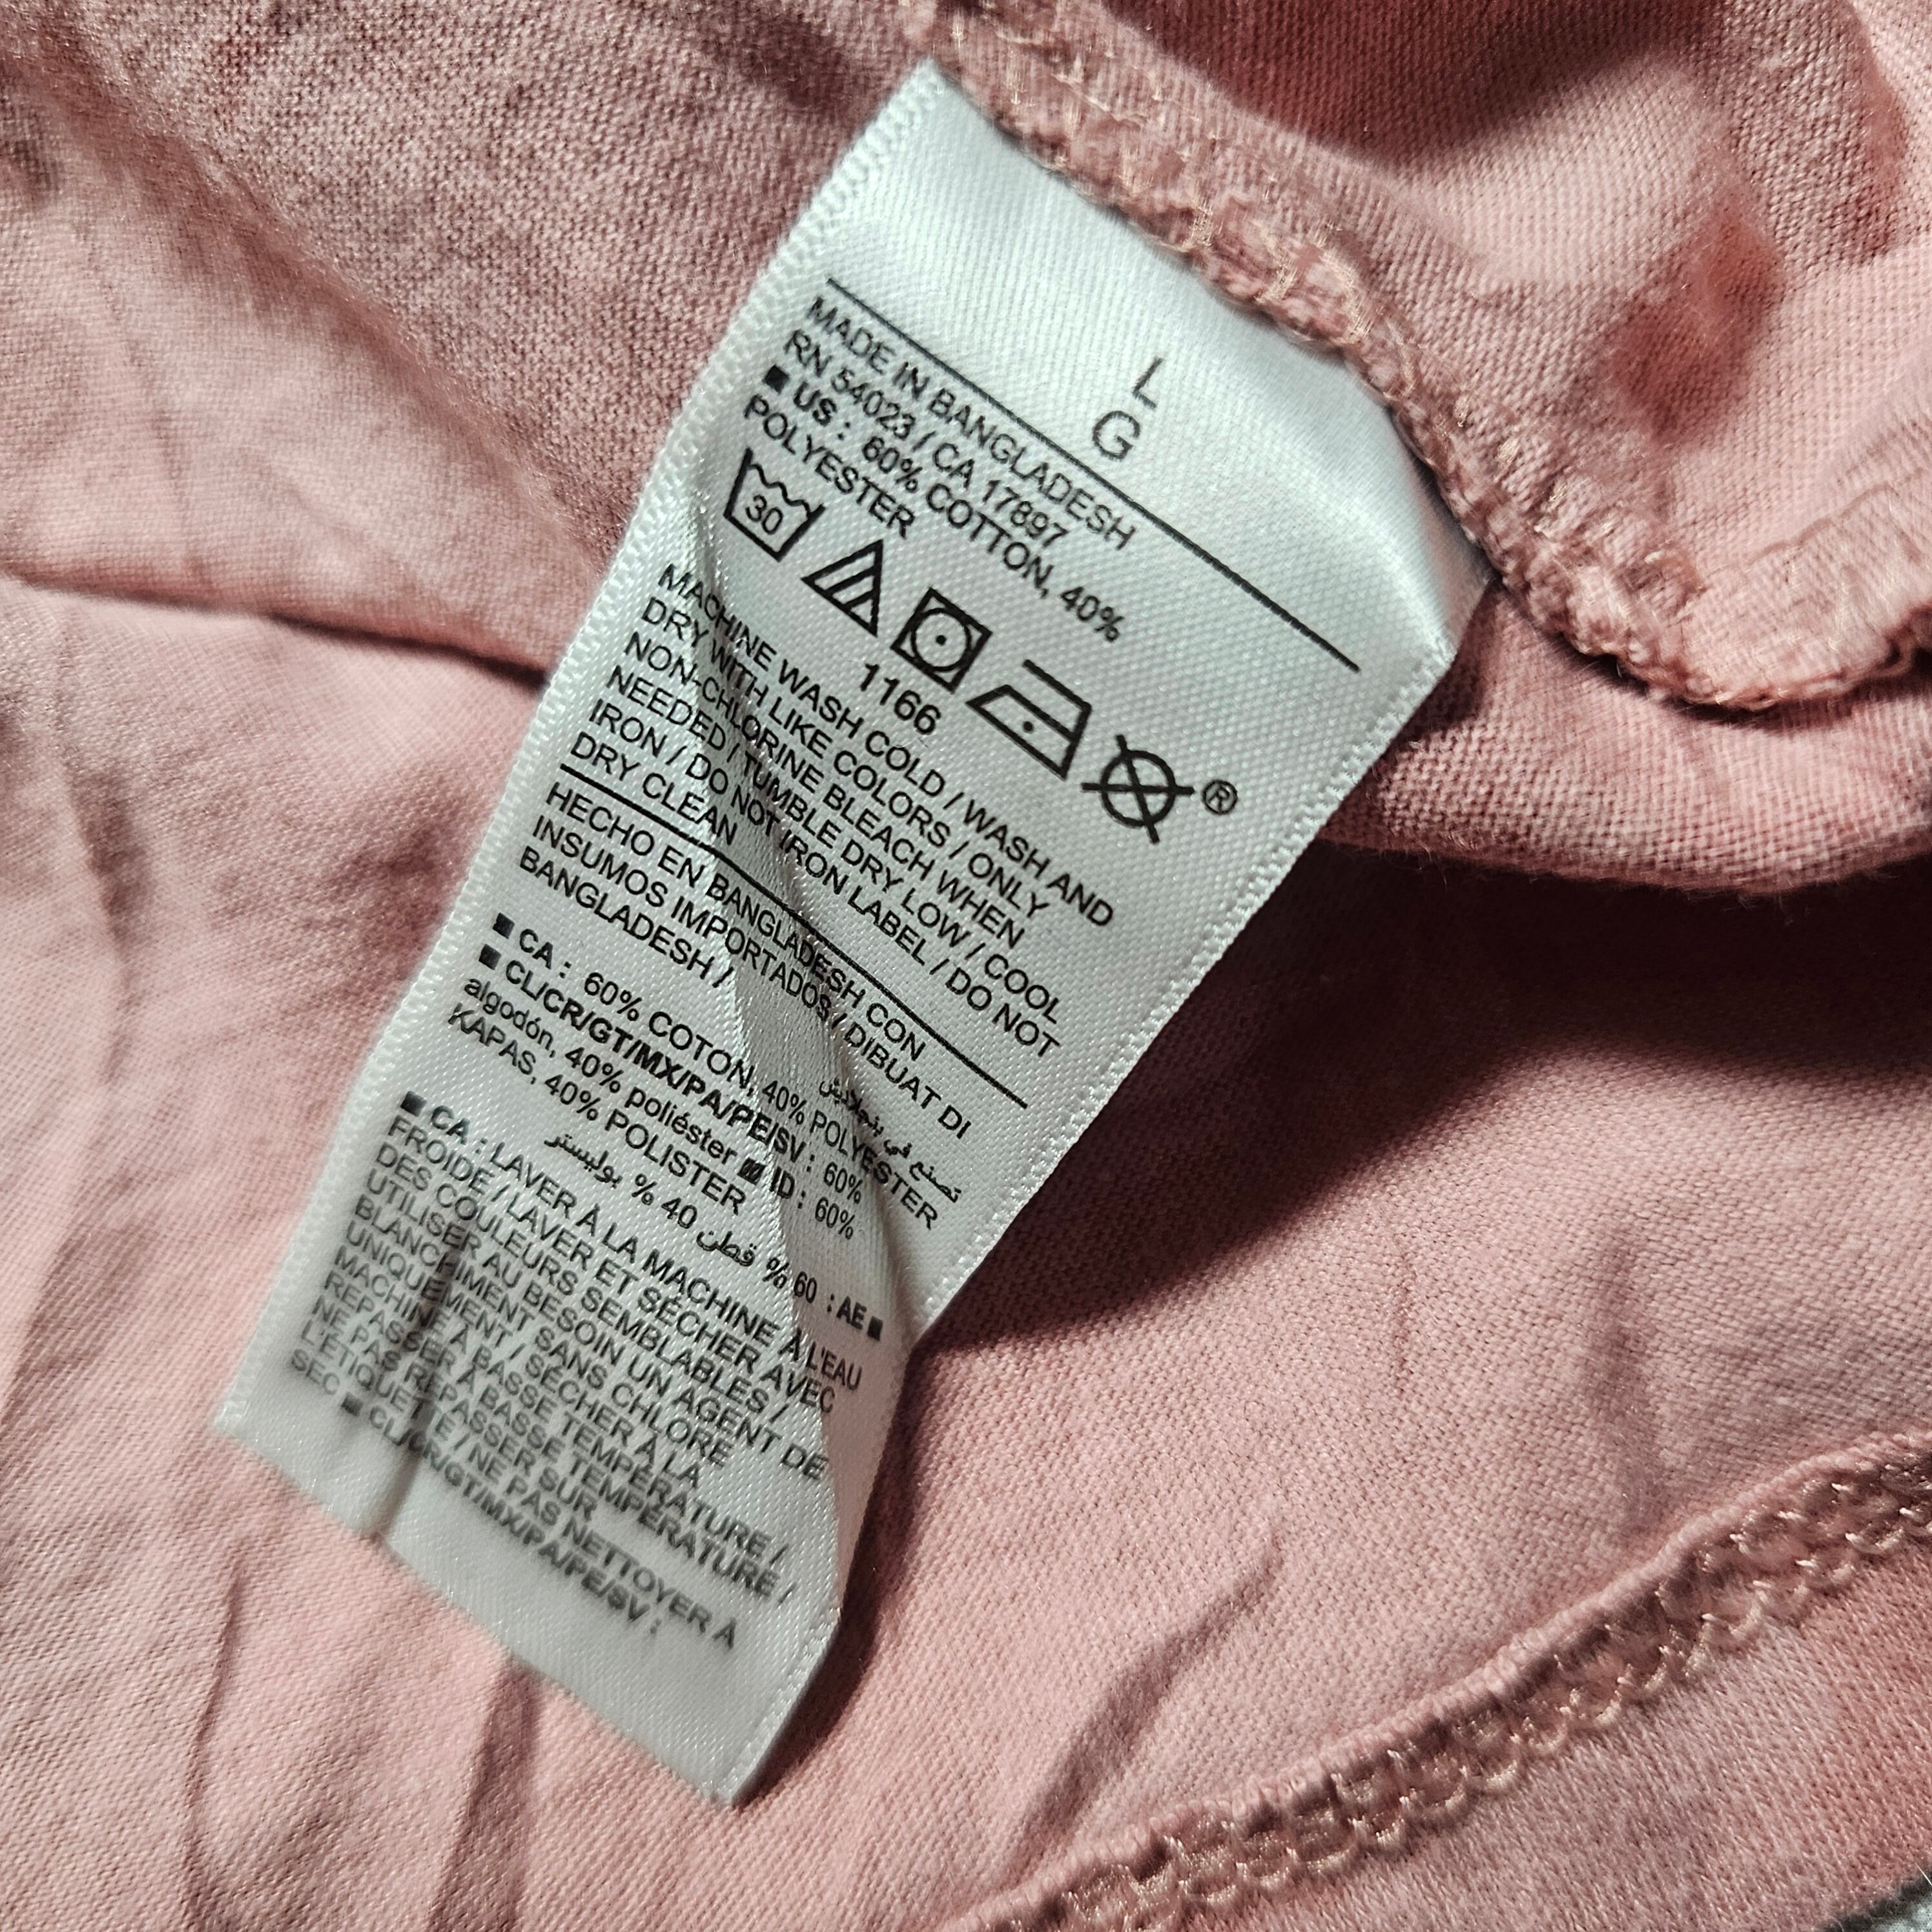 L
G
MADE IN BANGLADESH
RN 54023 / CA 17897
■ US : 60% COTTON, 40%
POLYESTER
30
®
1166
MACHINE WASH COLD / WASH AND
DRY WITH LIKE COLORS / ONLY
NON-CHLORINE BLEACH WHEN
NEEDED / TUMBLE DRY LOW / COOL
IRON / DO NOT IRON LABEL / DO NOT
DRY CLEAN
HECHO EN BANGLADESH CON
INSUMOS IMPORTADOS / DIBUAT DI
BANGLADESH /
تصنع في بنجلاديش
■ CA : 60% COTON, 40% POLYESTER
■ CL/CR/GT/MX/PA/PE/SV : 60%
algodón, 40% poliéster ■ ID : 60%
KAPAS, 40% POLISTER
■ AE : 60 % قطن 40 % بوليستر
■ CA : LAVER À LA MACHINE À L'EAU
FROIDE / LAVER ET SÉCHER AVEC
DES COULEURS SEMBLABLES /
UTILISER AU BESOIN UN AGENT DE
BLANCHIMENT SANS CHLORE
UNIQUEMENT / SÉCHER À LA
MACHINE À BASSE TEMPÉRATURE /
REPASSER À BASSE TEMPÉRATURE /
NE PAS REPASSER SUR
L'ÉTIQUETTE / NE PAS NETTOYER À
SEC ■ CL/CR/GT/MX/PA/PE/SV :